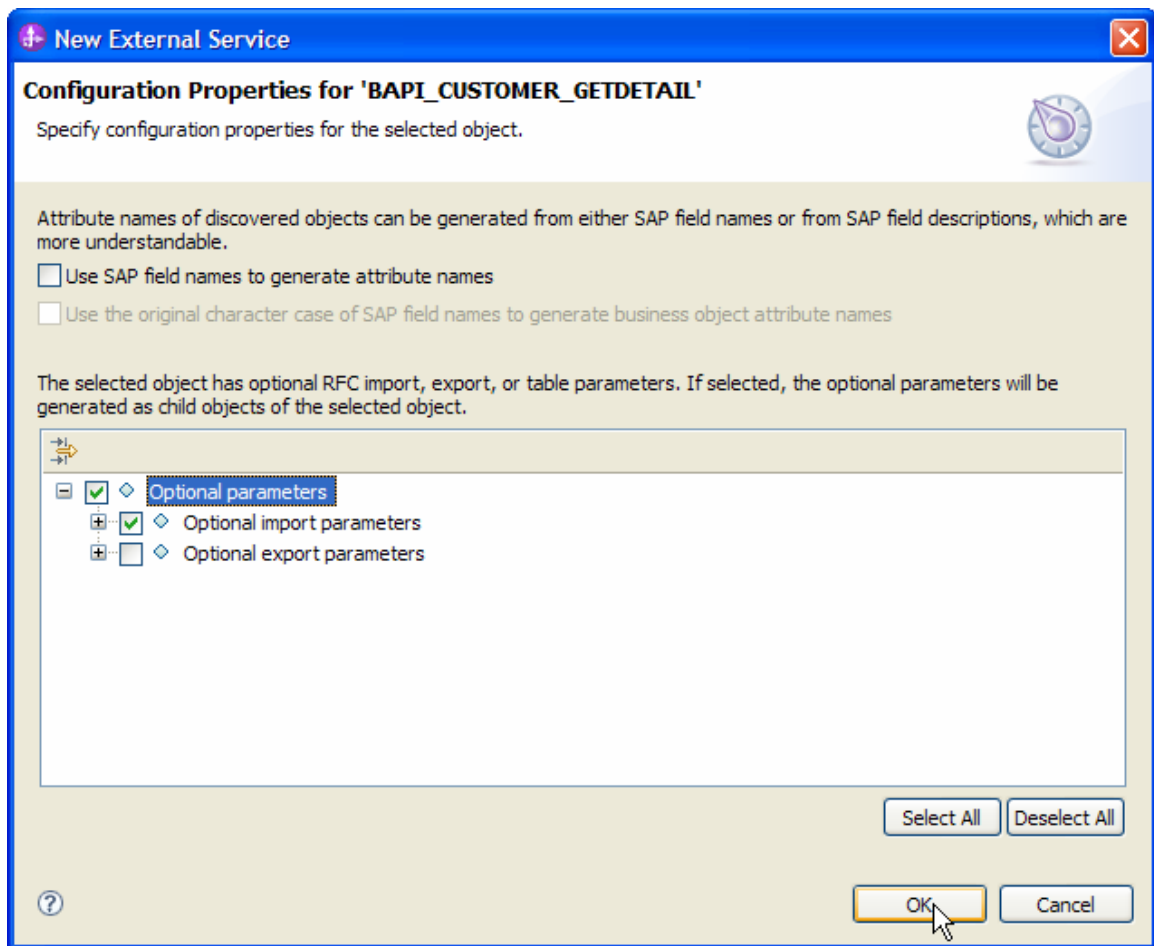 New External Service
Configuration Properties for 'BAPI_CUSTOMER_GETDETAIL'
Specify configuration properties for the selected object.
Attribute names of discovered objects can be generated from either SAP field names or from SAP field descriptions, which are
more understandable.
Use SAP field names to generate attribute names
Use the original character case of SAP field names to generate business object attribute names
The selected object has optional RFC import, export, or table parameters. If selected, the optional parameters will be
generated as child objects of the selected object.
Optional parameters
Optional import parameters
Optional export parameters
Select All Deselect All
OK Cancel